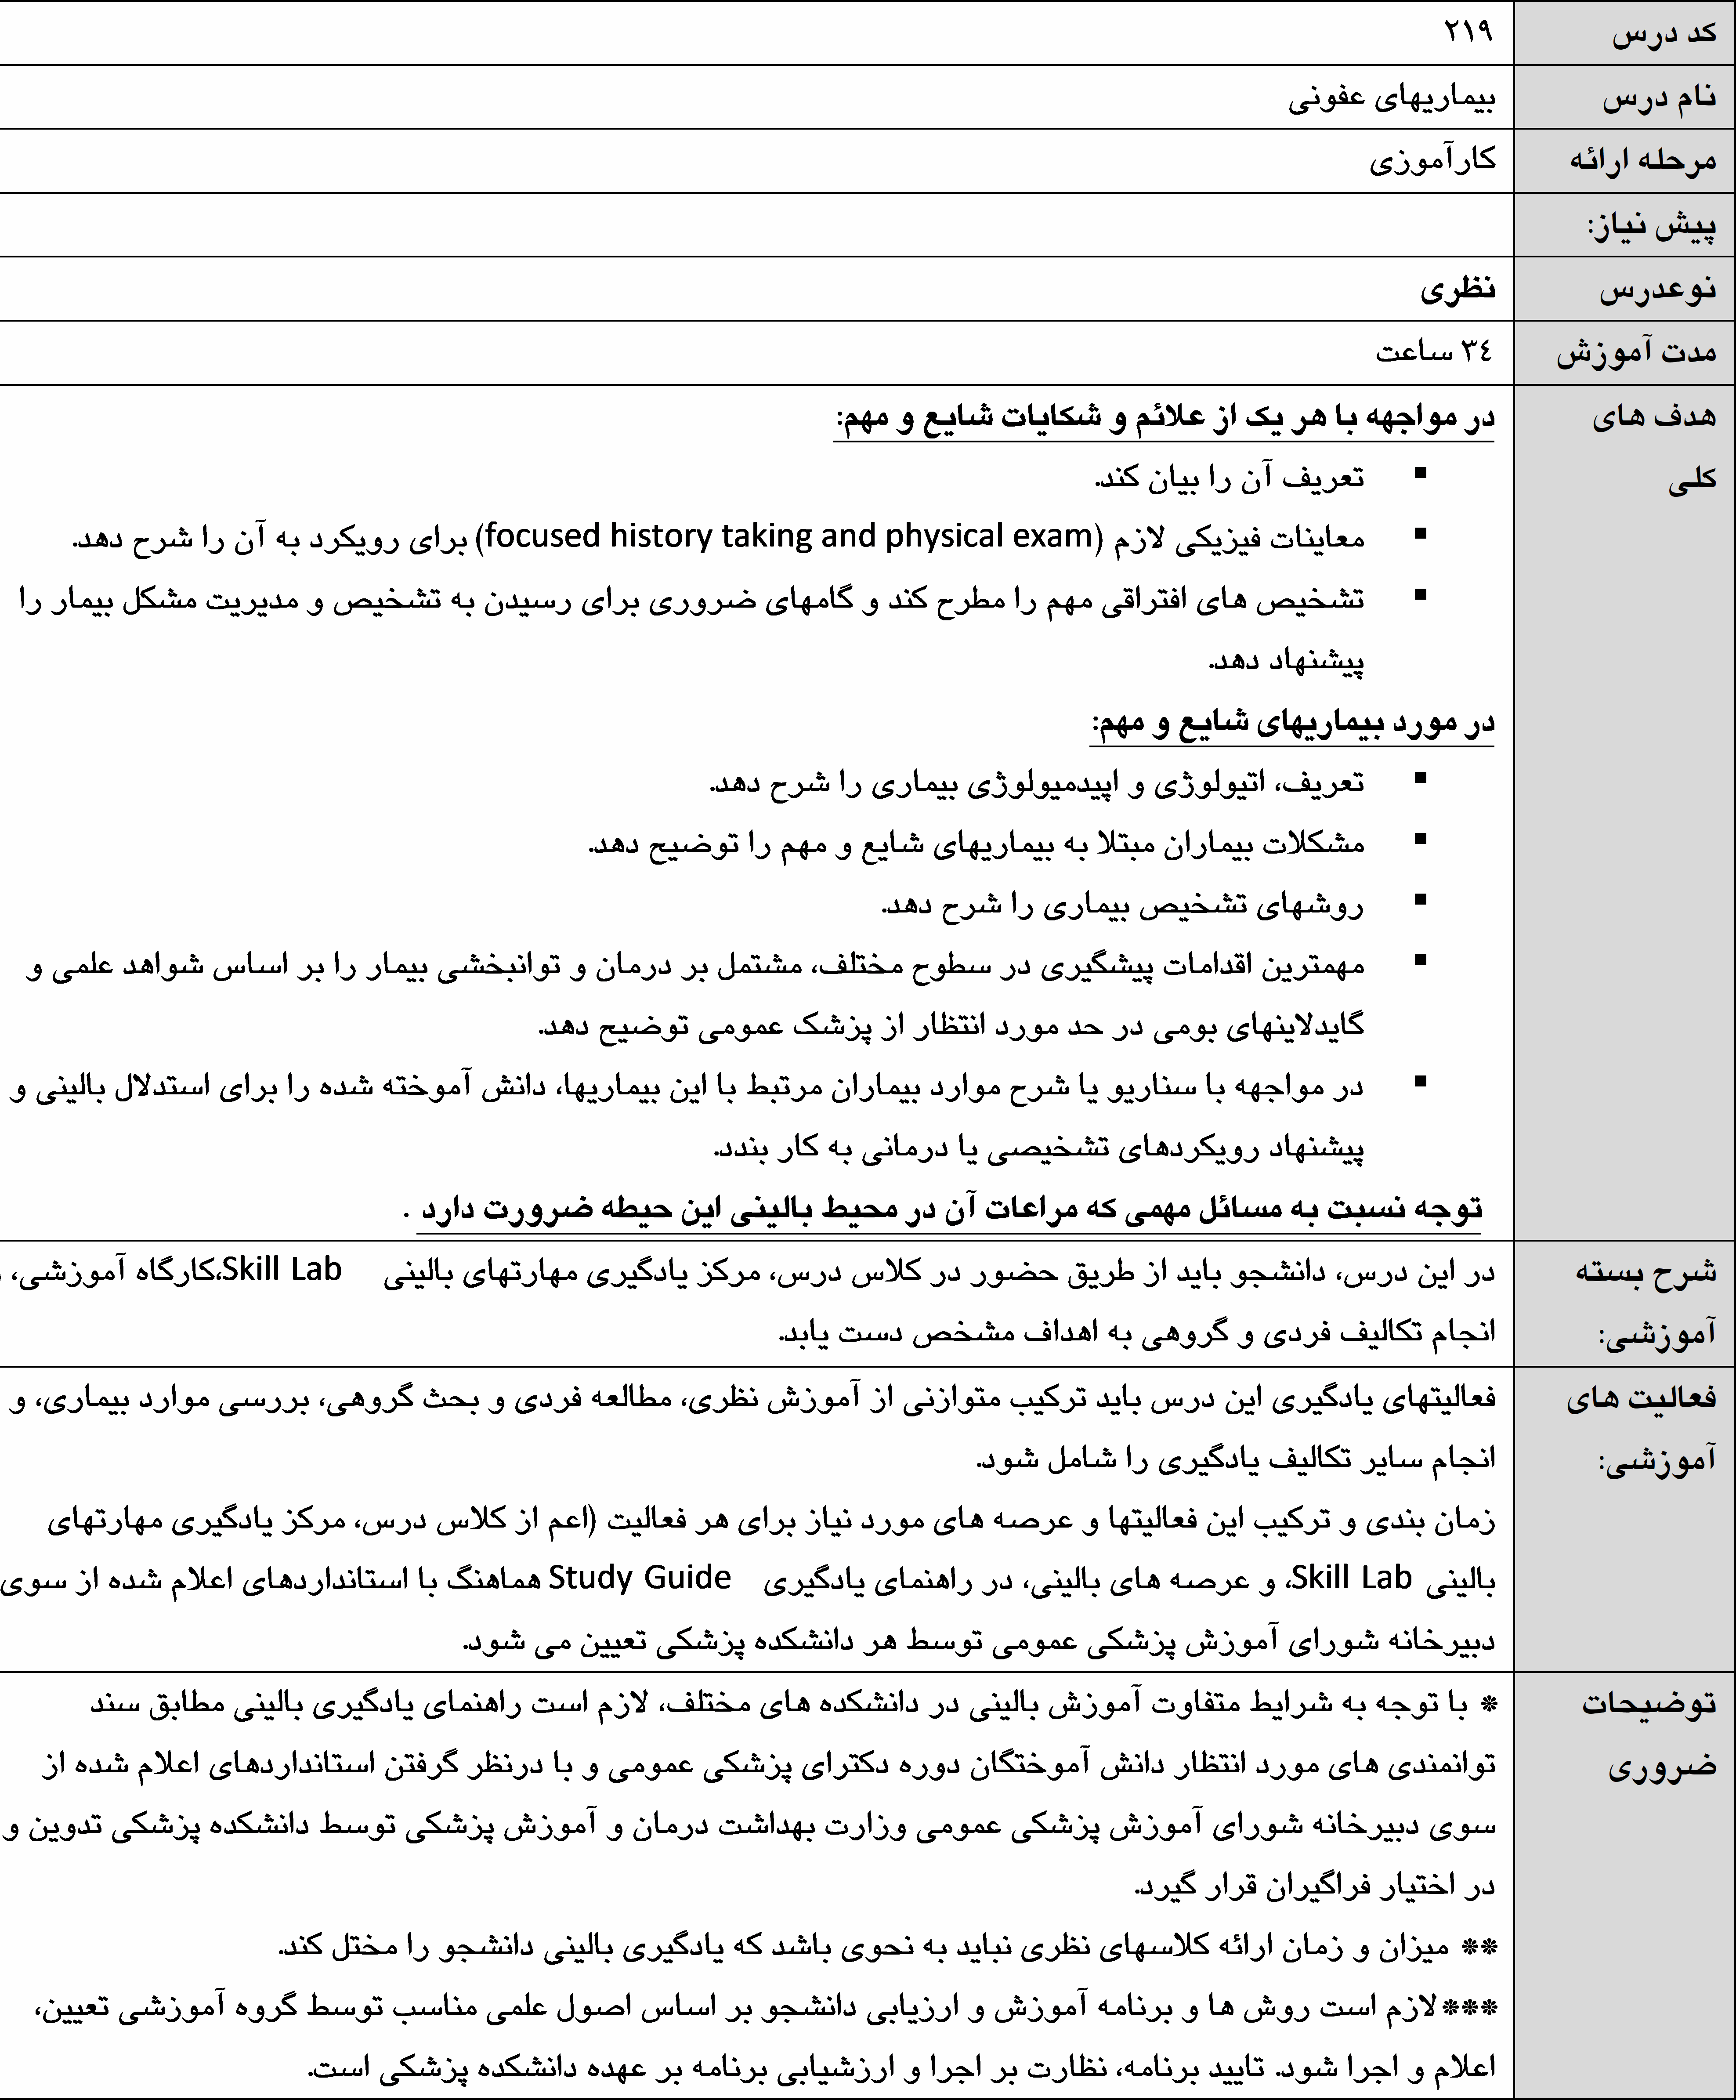 کد درس ۲۱۹
نام درس بیماریهای عفونی
مرحله ارائه کارآموزی
پیش نیاز:
نوعدرس نظری
مدت آموزش ۳٤ ساعت
هدف های
کلی
در مواجهه با هر یک از علائم و شکایات شایع و مهم:
▪ تعریف آن را بیان کند.
▪ معاینات فیزیکی لازم (focused history taking and physical exam) برای رویکرد به آن را شرح دهد.
▪ تشخیص های افتراقی مهم را مطرح کند و گامهای ضروری برای رسیدن به تشخیص و مدیریت مشکل بیمار را
پیشنهاد دهد.
در مورد بیماریهای شایع و مهم:
▪ تعریف، اتیولوژی و اپیدمیولوژی بیماری را شرح دهد.
▪ مشکلات بیماران مبتلا به بیماریهای شایع و مهم را توضیح دهد.
▪ روشهای تشخیص بیماری را شرح دهد.
▪ مهمترین اقدامات پیشگیری در سطوح مختلف، مشتمل بر درمان و توانبخشی بیمار را بر اساس شواهد علمی و
گایدلاینهای بومی در حد مورد انتظار از پزشک عمومی توضیح دهد.
▪ در مواجهه با سناریو یا شرح موارد بیماران مرتبط با این بیماریها، دانش آموخته شده را برای استدلال بالینی و
پیشنهاد رویکردهای تشخیصی یا درمانی به کار بندد.
توجه نسبت به مسائل مهمی که مراعات آن در محیط بالینی این حیطه ضرورت دارد .
شرح بسته
آموزشی:
در این درس، دانشجو باید از طریق حضور در کلاس درس، مرکز یادگیری مهارتهای بالینی Skill Lab،کارگاه آموزشی،
انجام تکالیف فردی و گروهی به اهداف مشخص دست یابد.
فعالیت های
آموزشی:
فعالیتهای یادگیری این درس باید ترکیب متوازنی از آموزش نظری، مطالعه فردی و بحث گروهی، بررسی موارد بیماری، و
انجام سایر تکالیف یادگیری را شامل شود.
زمان بندی و ترکیب این فعالیتها و عرصه های مورد نیاز برای هر فعالیت (اعم از کلاس درس، مرکز یادگیری مهارتهای
بالینی Skill Lab، و عرصه های بالینی، در راهنمای یادگیری Study Guide هماهنگ با استانداردهای اعلام شده از سوی
دبیرخانه شورای آموزش پزشکی عمومی توسط هر دانشکده پزشکی تعیین می شود.
توضیحات
ضروری
* با توجه به شرایط متفاوت آموزش بالینی در دانشکده های مختلف، لازم است راهنمای یادگیری بالینی مطابق سند
توانمندی های مورد انتظار دانش آموختگان دوره دکترای پزشکی عمومی و با درنظر گرفتن استانداردهای اعلام شده از
سوی دبیرخانه شورای آموزش پزشکی عمومی وزارت بهداشت درمان و آموزش پزشکی توسط دانشکده پزشکی تدوین و
در اختیار فراگیران قرار گیرد.
** میزان و زمان ارائه کلاسهای نظری نباید به نحوی باشد که یادگیری بالینی دانشجو را مختل کند.
***لازم است روش ها و برنامه آموزش و ارزیابی دانشجو بر اساس اصول علمی مناسب توسط گروه آموزشی تعیین،
اعلام و اجرا شود. تایید برنامه، نظارت بر اجرا و ارزشیابی برنامه بر عهده دانشکده پزشکی است.